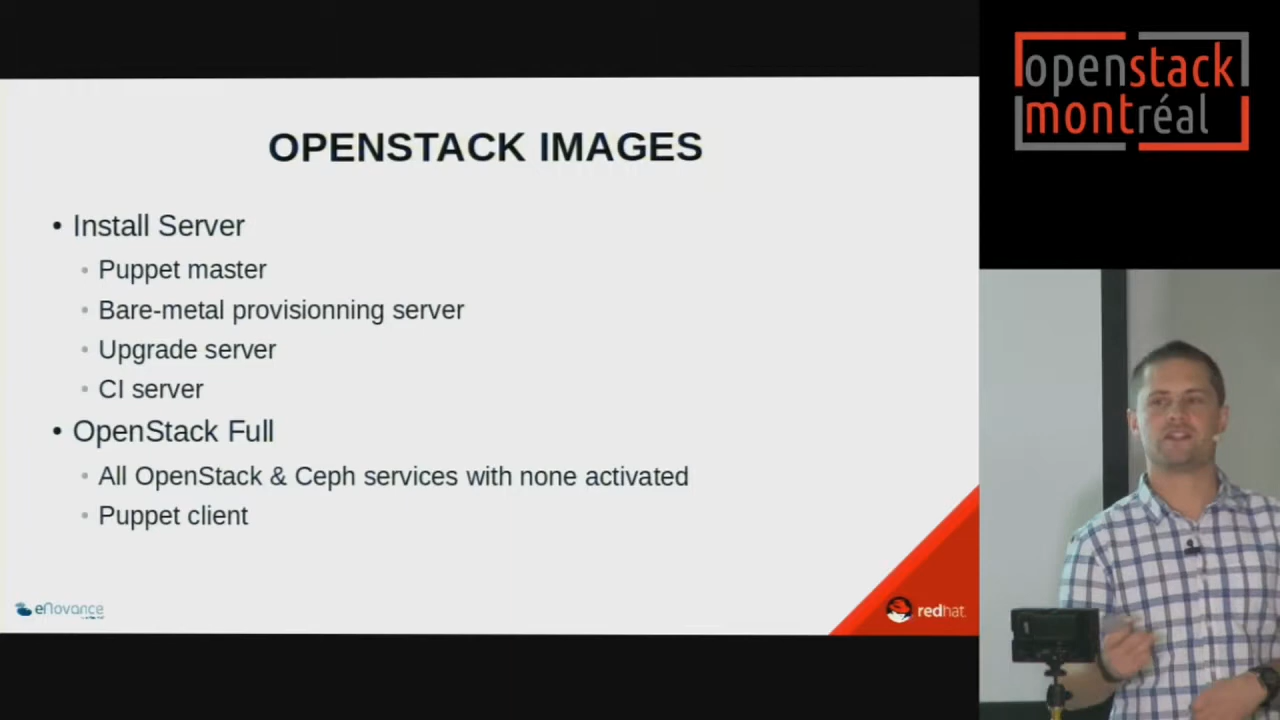 OPENSTACK IMAGES
• Install Server
• Puppet master
• Bare-metal provisionning server
• Upgrade server
• CI server
• OpenStack Full
• All OpenStack & Ceph services with none activated
• Puppet client
eNovance
redhat.
openstack
montréal